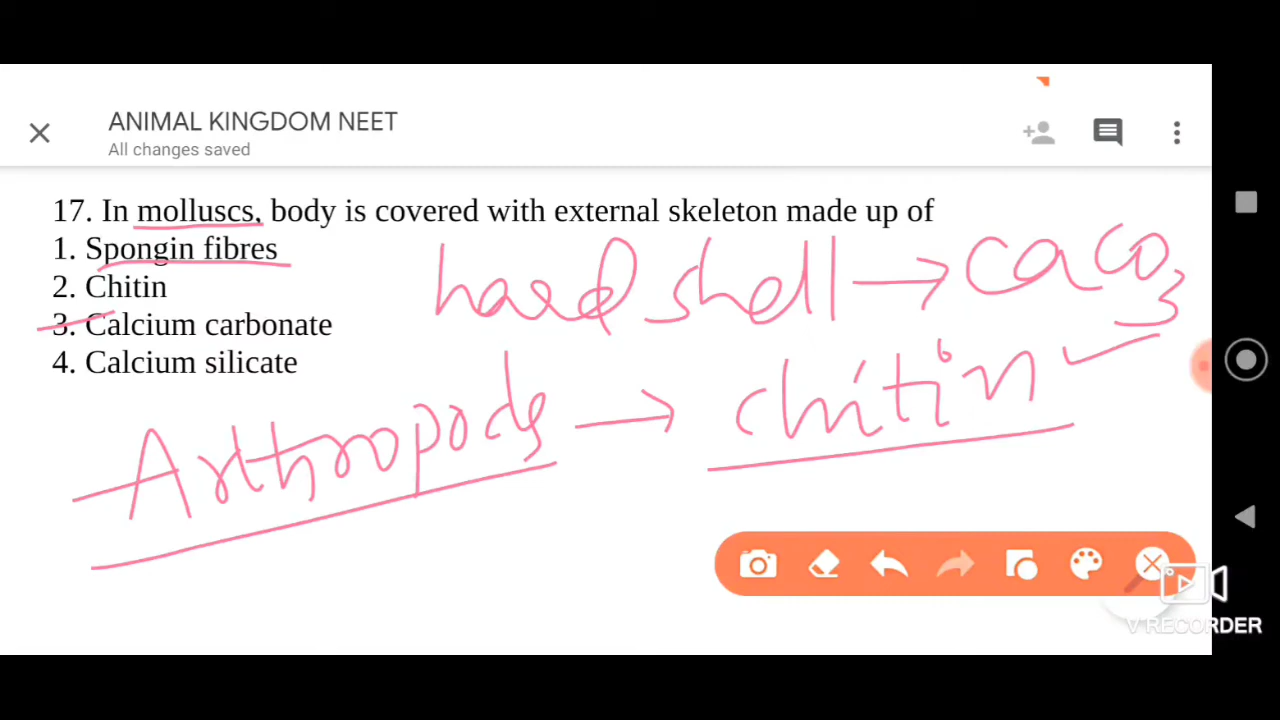 ANIMAL KINGDOM NEET
All changes saved
17. In molluscs, body is covered with external skeleton made up of
1. Spongin fibres
2. Chitin
3. Calcium carbonate
4. Calcium silicate
hard shell → CaCO3
Arthropods → chitin
V RECORDER